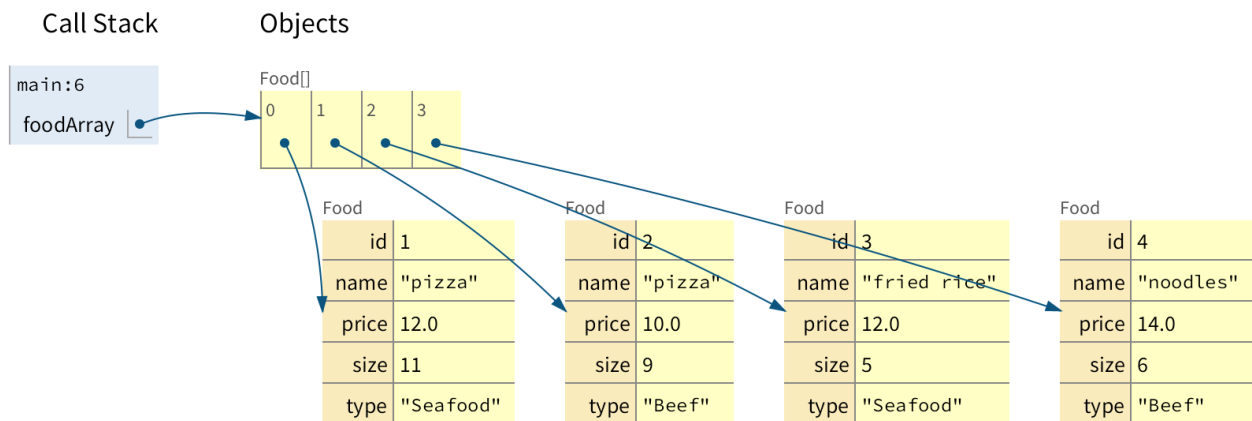 Call Stack Objects
main:6
foodArray
Food[]
0 1 2 3
Food
id 1
name "pizza"
price 12.0
size 11
type "Seafood"
Food
id 2
name "pizza"
price 10.0
size 9
type "Beef"
Food
id 3
name "fried rice"
price 12.0
size 5
type "Seafood"
Food
id 4
name "noodles"
price 14.0
size 6
type "Beef"